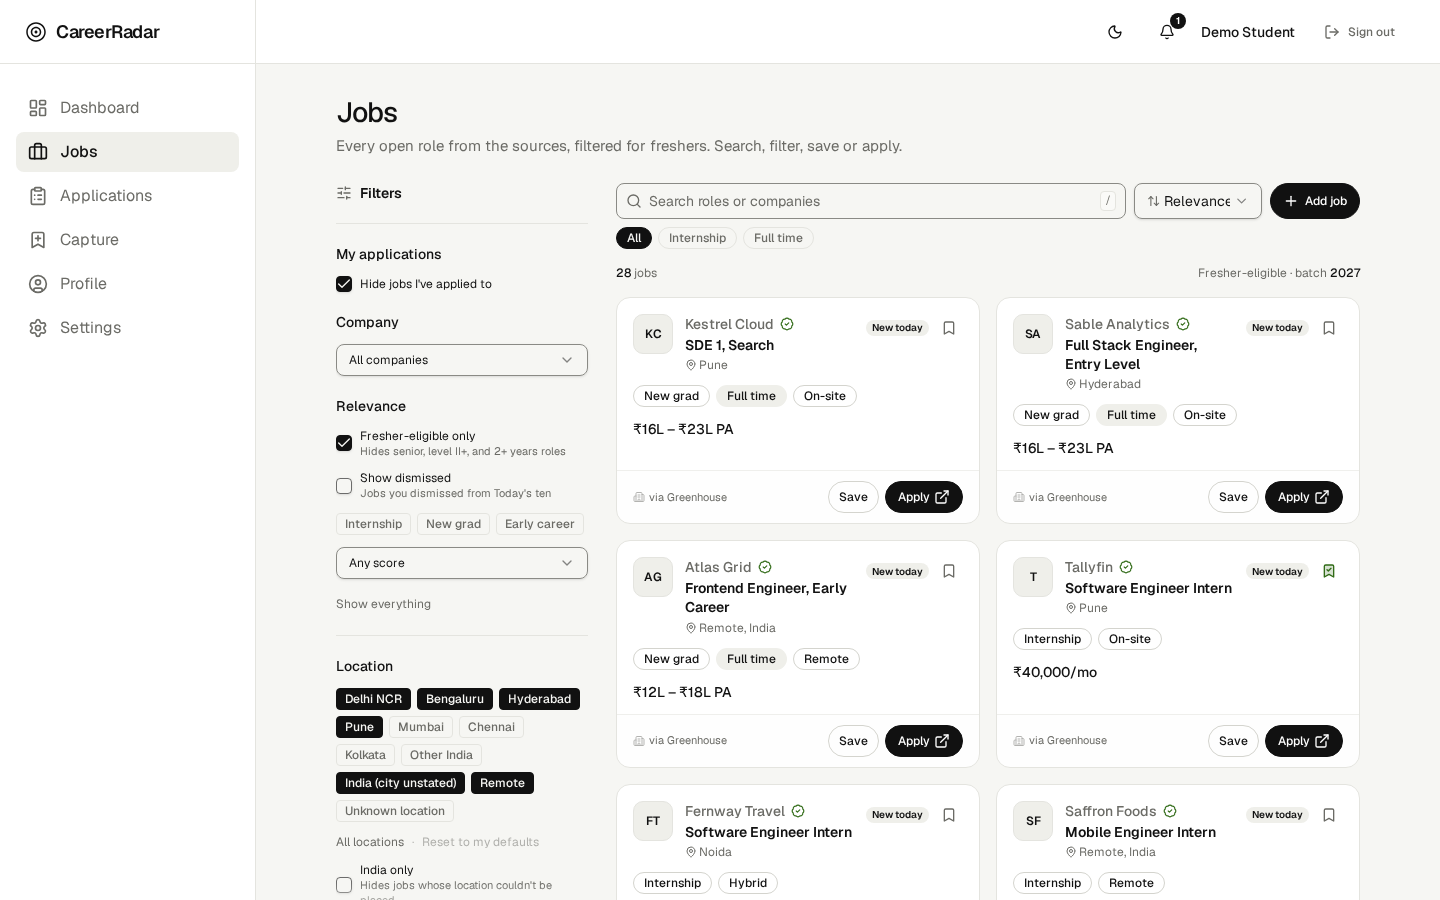 CareerRadar
1
Demo Student
Sign out
Dashboard
Jobs
Applications
Capture
Profile
Settings
Jobs
Every open role from the sources, filtered for freshers. Search, filter, save or apply.
Filters
My applications
Hide jobs I've applied to
Company
All companies
Relevance
Fresher-eligible only
Hides senior, level II+, and 2+ years roles
Show dismissed
Jobs you dismissed from Today's ten
Internship New grad Early career
Any score
Show everything
Location
Delhi NCR Bengaluru Hyderabad
Pune Mumbai Chennai
Kolkata Other India
India (city unstated) Remote
Unknown location
All locations · Reset to my defaults
India only
Hides jobs whose location couldn't be
Search roles or companies /
Relevance
Add job
All Internship Full time
28 jobs
Fresher-eligible · batch 2027
KC
Kestrel Cloud
New today
SDE 1, Search
Pune
New grad Full time On-site
₹16L – ₹23L PA
via Greenhouse
Save
Apply
SA
Sable Analytics
New today
Full Stack Engineer,
Entry Level
Hyderabad
New grad Full time On-site
₹16L – ₹23L PA
via Greenhouse
Save
Apply
AG
Atlas Grid
New today
Frontend Engineer, Early
Career
Remote, India
New grad Full time Remote
₹12L – ₹18L PA
via Greenhouse
Save
Apply
T
Tallyfin
New today
Software Engineer Intern
Pune
Internship On-site
₹40,000/mo
via Greenhouse
Save
Apply
FT
Fernway Travel
New today
Software Engineer Intern
Noida
Internship Hybrid
SF
Saffron Foods
New today
Mobile Engineer Intern
Remote, India
Internship Remote